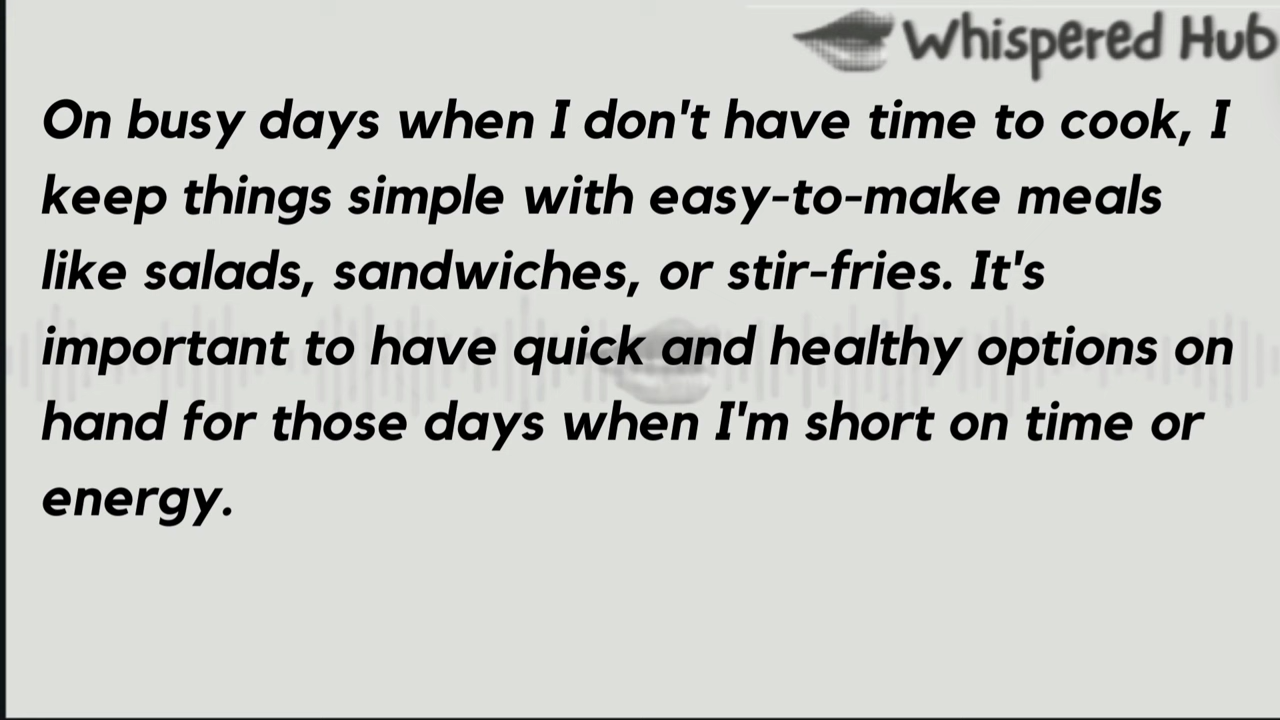 Whispered Hub
On busy days when I don't have time to cook, I
keep things simple with easy-to-make meals
like salads, sandwiches, or stir-fries. It's
important to have quick and healthy options on
hand for those days when I'm short on time or
energy.